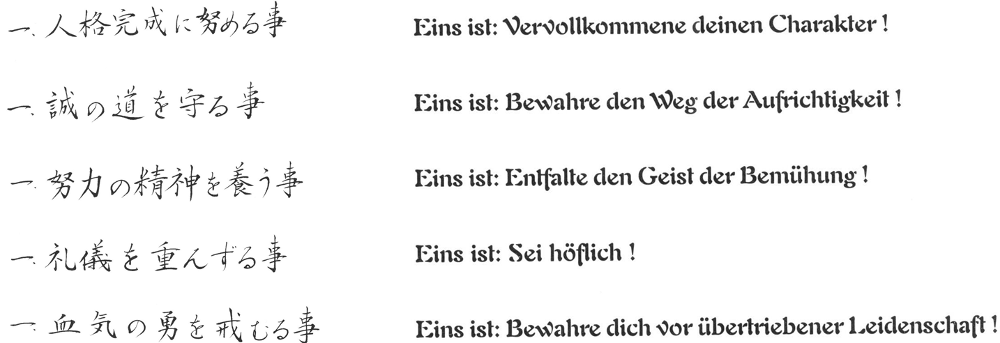 一、人格完成に努める事 Eins ist: Vervollkommene deinen Charakter !
一、誠の道を守る事 Eins ist: Bewahre den Weg der Aufrichtigkeit !
一、努力の精神を養う事 Eins ist: Entfalte den Geist der Bemühung !
一、礼儀を重んずる事 Eins ist: Sei höflich !
一、血気の勇を戒むる事 Eins ist: Bewahre dich vor übertriebener Leidenschaft !